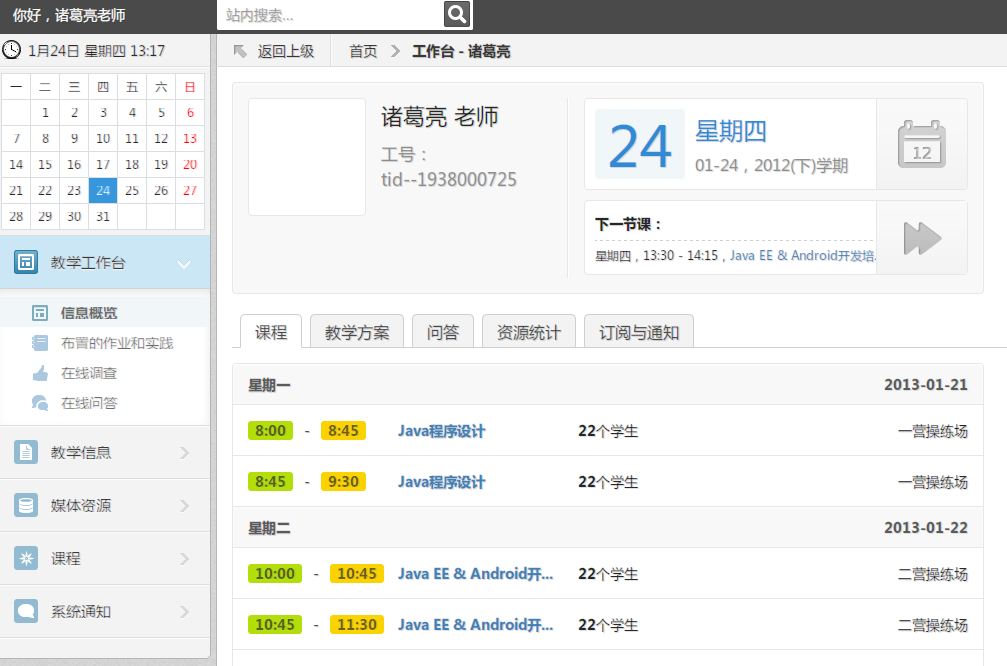 你好，诸葛亮老师
站内搜索...
1月24日 星期四 13:17
返回上级 首页 工作台 - 诸葛亮
一 二 三 四 五 六 日
1 2 3 4 5 6
7 8 9 10 11 12 13
14 15 16 17 18 19 20
21 22 23 24 25 26 27
28 29 30 31
教学工作台
信息概览
布置的作业和实践
在线调查
在线问答
教学信息
媒体资源
课程
系统通知
诸葛亮 老师
工号：
tid--1938000725
24
星期四
01-24，2012(下)学期
12
下一节课：
星期四，13:30 - 14:15，Java EE & Android开发培
课程 教学方案 问答 资源统计 订阅与通知
星期一 2013-01-21
8:00 - 8:45 Java程序设计 22个学生 一营操练场
8:45 - 9:30 Java程序设计 22个学生 一营操练场
星期二 2013-01-22
10:00 - 10:45 Java EE & Android开... 22个学生 二营操练场
10:45 - 11:30 Java EE & Android开... 22个学生 二营操练场